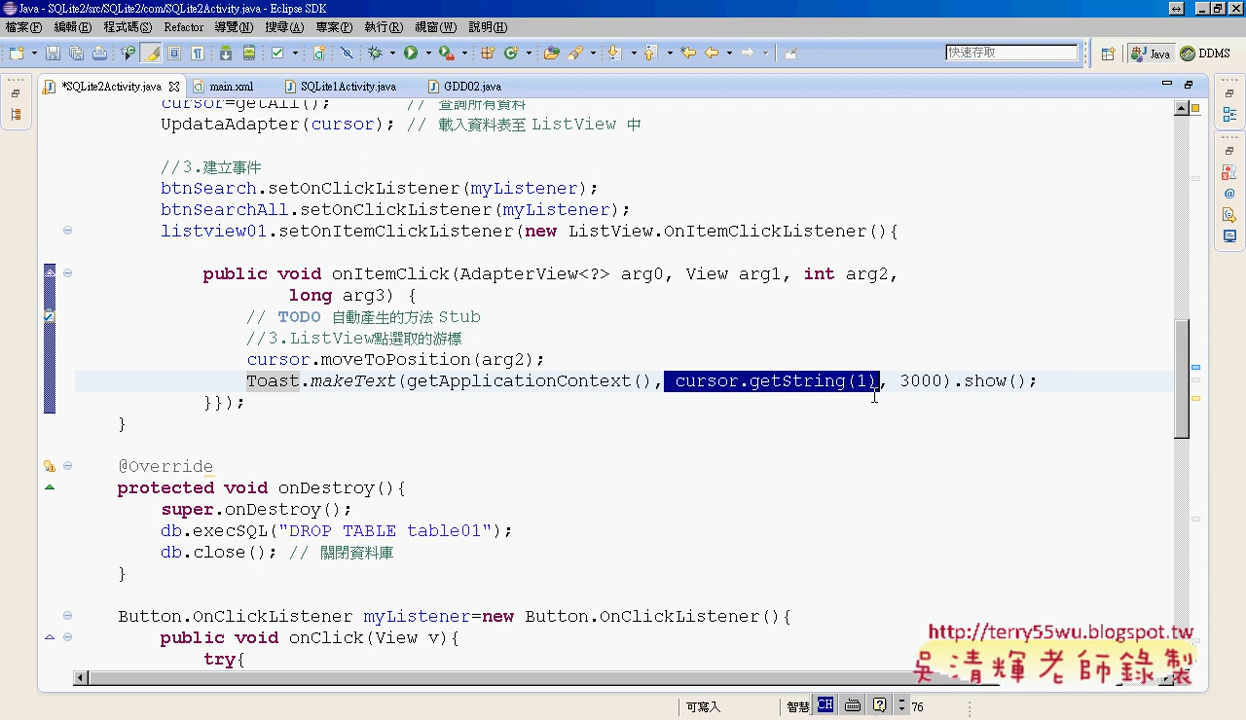 Java - SQLite2/src/SQLite2/com/SQLite2Activity.java - Eclipse SDK
檔案(F) 編輯(E) 程式碼(S) Refactor 導覽(N) 搜尋(A) 專案(P) 執行(R) 視窗(W) 說明(H)
快速存取 Java DDMS
*SQLite2Activity.java main.xml SQLite1Activity.java GDD02.java
cursor=getAll(); // 查詢所有資料
UpdataAdapter(cursor); // 載入資料表至 ListView 中
//3.建立事件
btnSearch.setOnClickListener(myListener);
btnSearchAll.setOnClickListener(myListener);
listview01.setOnItemClickListener(new ListView.OnItemClickListener(){
public void onItemClick(AdapterView<?> arg0, View arg1, int arg2,
long arg3) {
// TODO 自動產生的方法 Stub
//3.ListView點選取的游標
cursor.moveToPosition(arg2);
Toast.makeText(getApplicationContext(), cursor.getString(1), 3000).show();
}});
}
@Override
protected void onDestroy(){
super.onDestroy();
db.execSQL("DROP TABLE table01");
db.close(); // 關閉資料庫
}
Button.OnClickListener myListener=new Button.OnClickListener(){
public void onClick(View v){
try{
http://terry55wu.blogspot.tw
吳清輝老師錄製
可寫入 智慧 CH 76